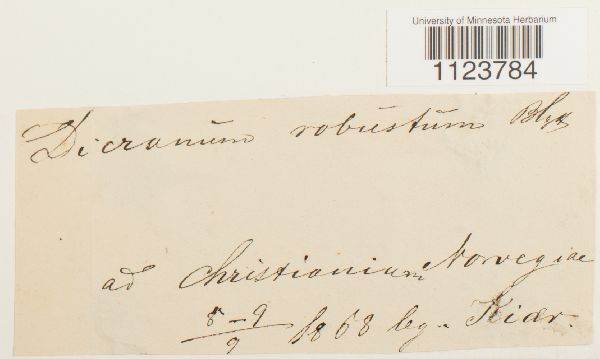 University of Minnesota Herbarium
1123784
Dicranum robustum Blytt
ad Christianiam Norvegiae
8-9/9 1868 leg. Kiær.